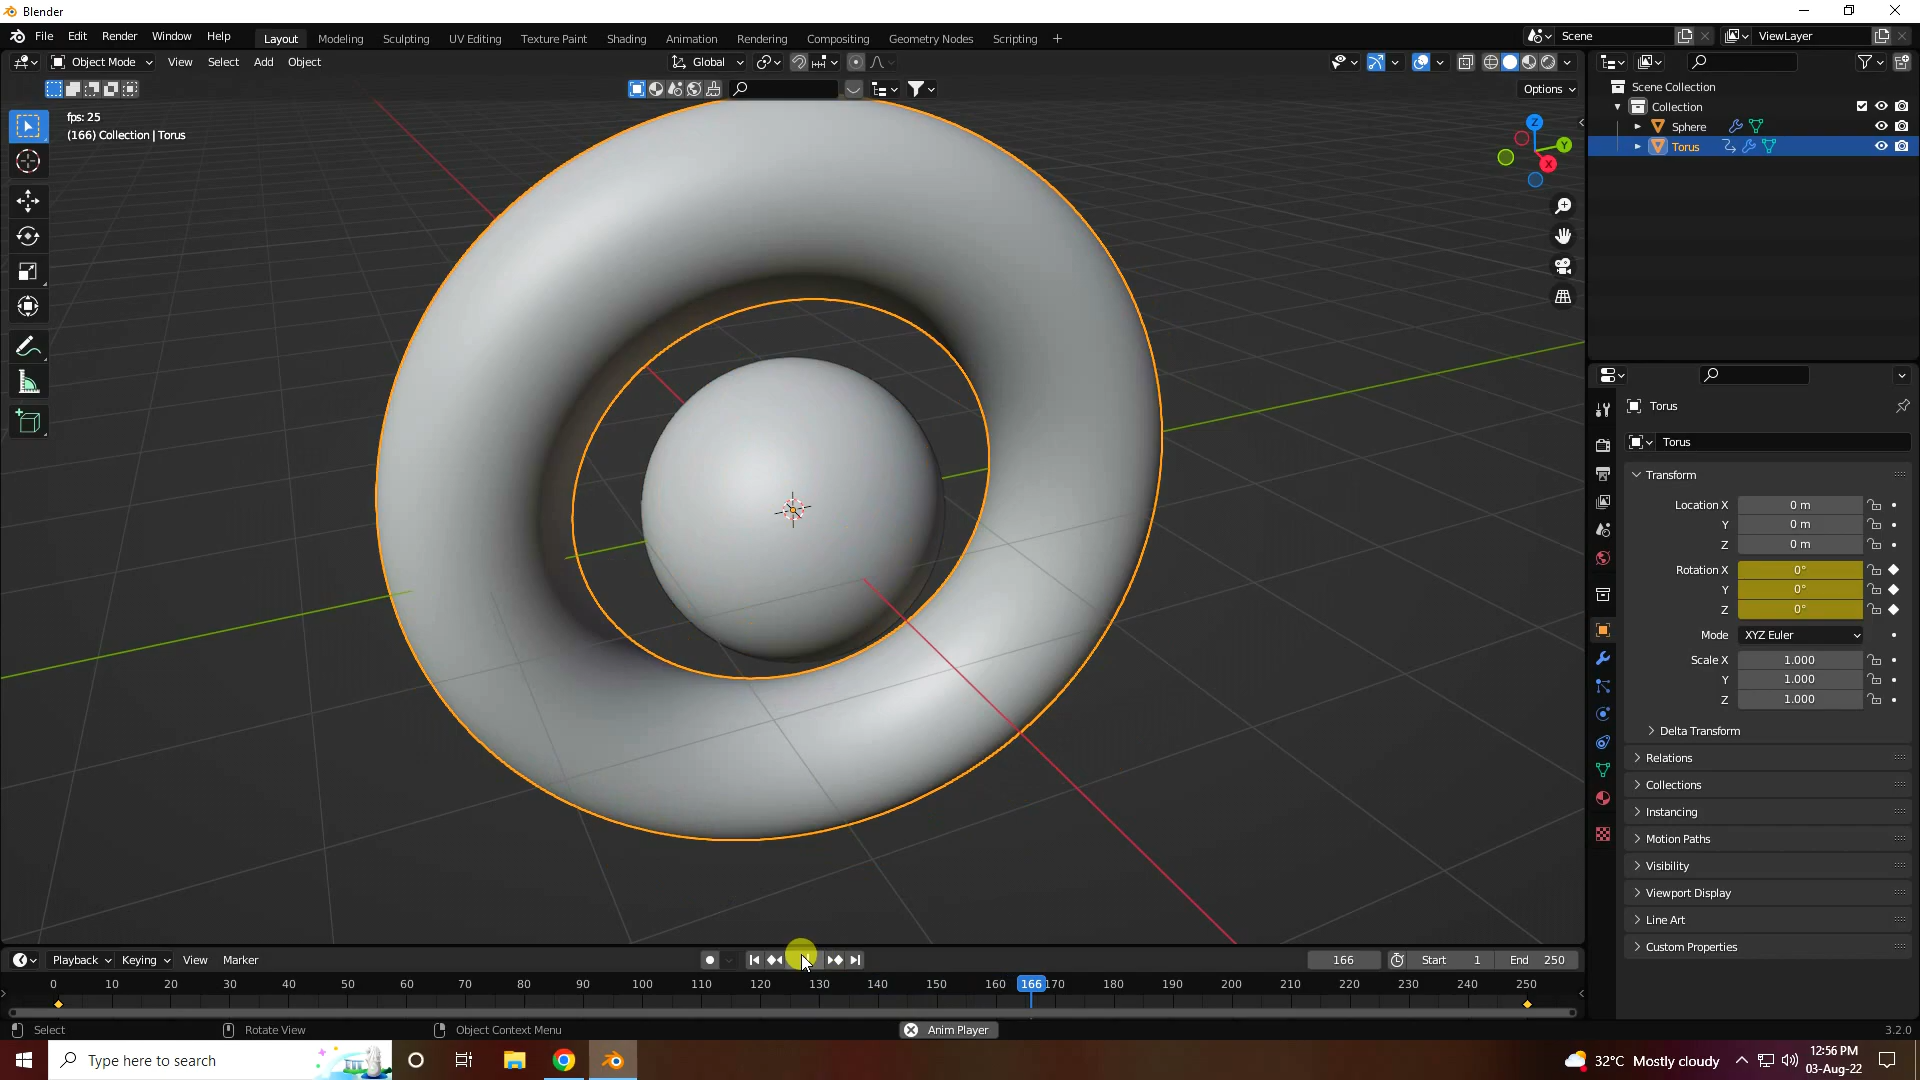 Blender
File Edit Render Window Help Layout Modeling Sculpting UV Editing Texture Paint Shading Animation Rendering Compositing Geometry Nodes Scripting + Scene ViewLayer
Object Mode View Select Add Object Global
Options
fps: 25
(166) Collection | Torus
Z
Y
X
Scene Collection
Collection
Sphere
Torus
Torus
Torus
Transform
Location X 0 m
Y 0 m
Z 0 m
Rotation X 0°
Y 0°
Z 0°
Mode XYZ Euler
Scale X 1.000
Y 1.000
Z 1.000
Delta Transform
Relations
Collections
Instancing
Motion Paths
Visibility
Viewport Display
Line Art
Custom Properties
Playback Keying View Marker 166 Start 1 End 250
0 10 20 30 40 50 60 70 80 90 100 110 120 130 140 150 160 166 170 180 190 200 210 220 230 240 250
Select Rotate View Object Context Menu Anim Player 3.2.0
Type here to search 32°C Mostly cloudy 12:56 PM
03-Aug-22